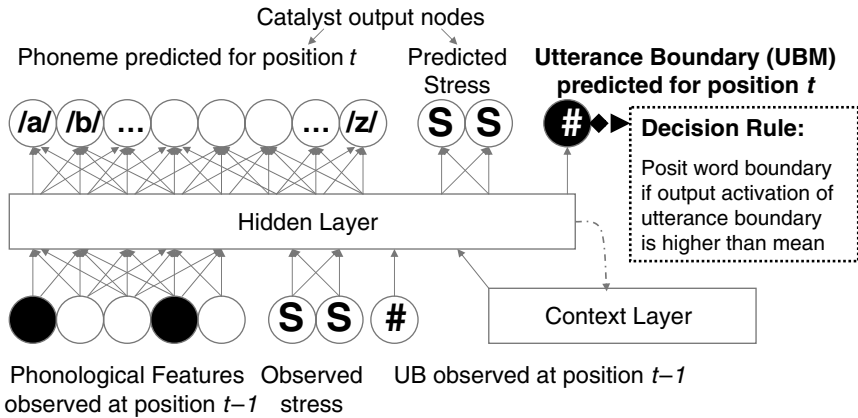 Catalyst output nodes
Phoneme predicted for position t
Predicted
Stress
Utterance Boundary (UBM)
predicted for position t
/a/ /b/ ... ... /z/ S S #
Decision Rule:
Posit word boundary
if output activation of
utterance boundary
is higher than mean
Hidden Layer
S S #
Context Layer
Phonological Features
observed at position t–1
Observed
stress
UB observed at position t–1